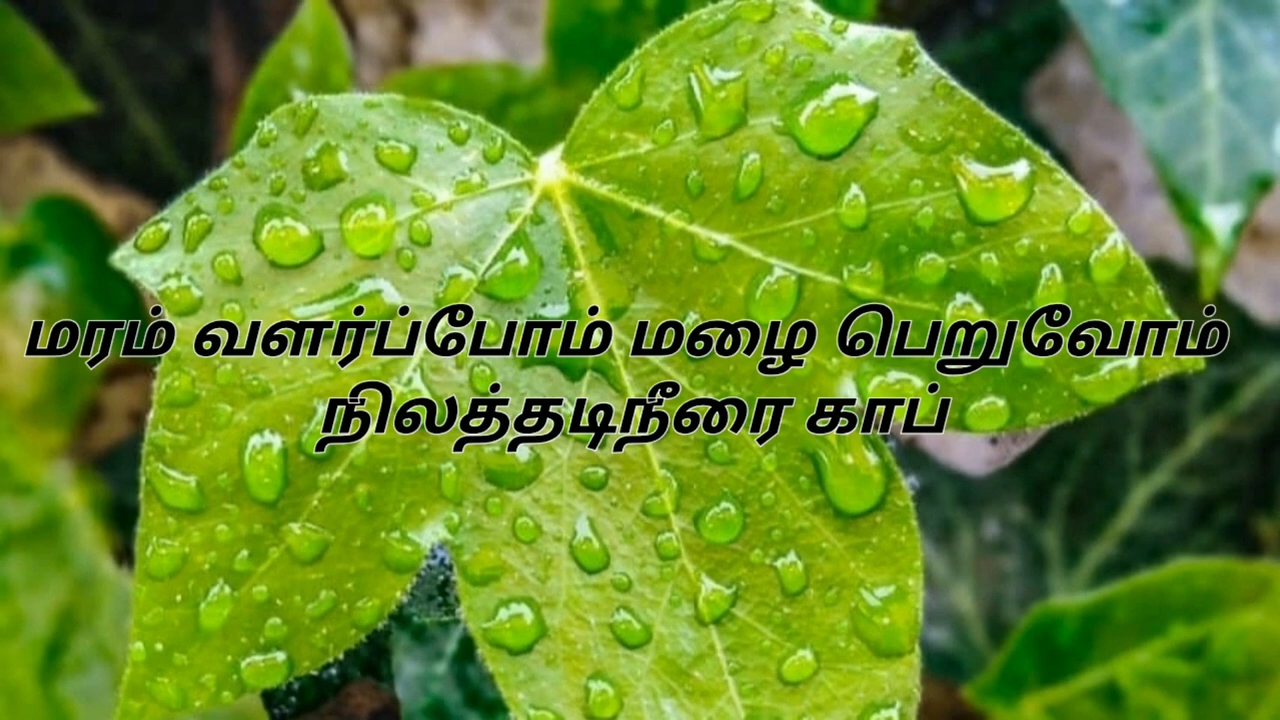 மரம் வளர்ப்போம் மழை பெறுவோம்
நிலத்தடிநீரை காப்